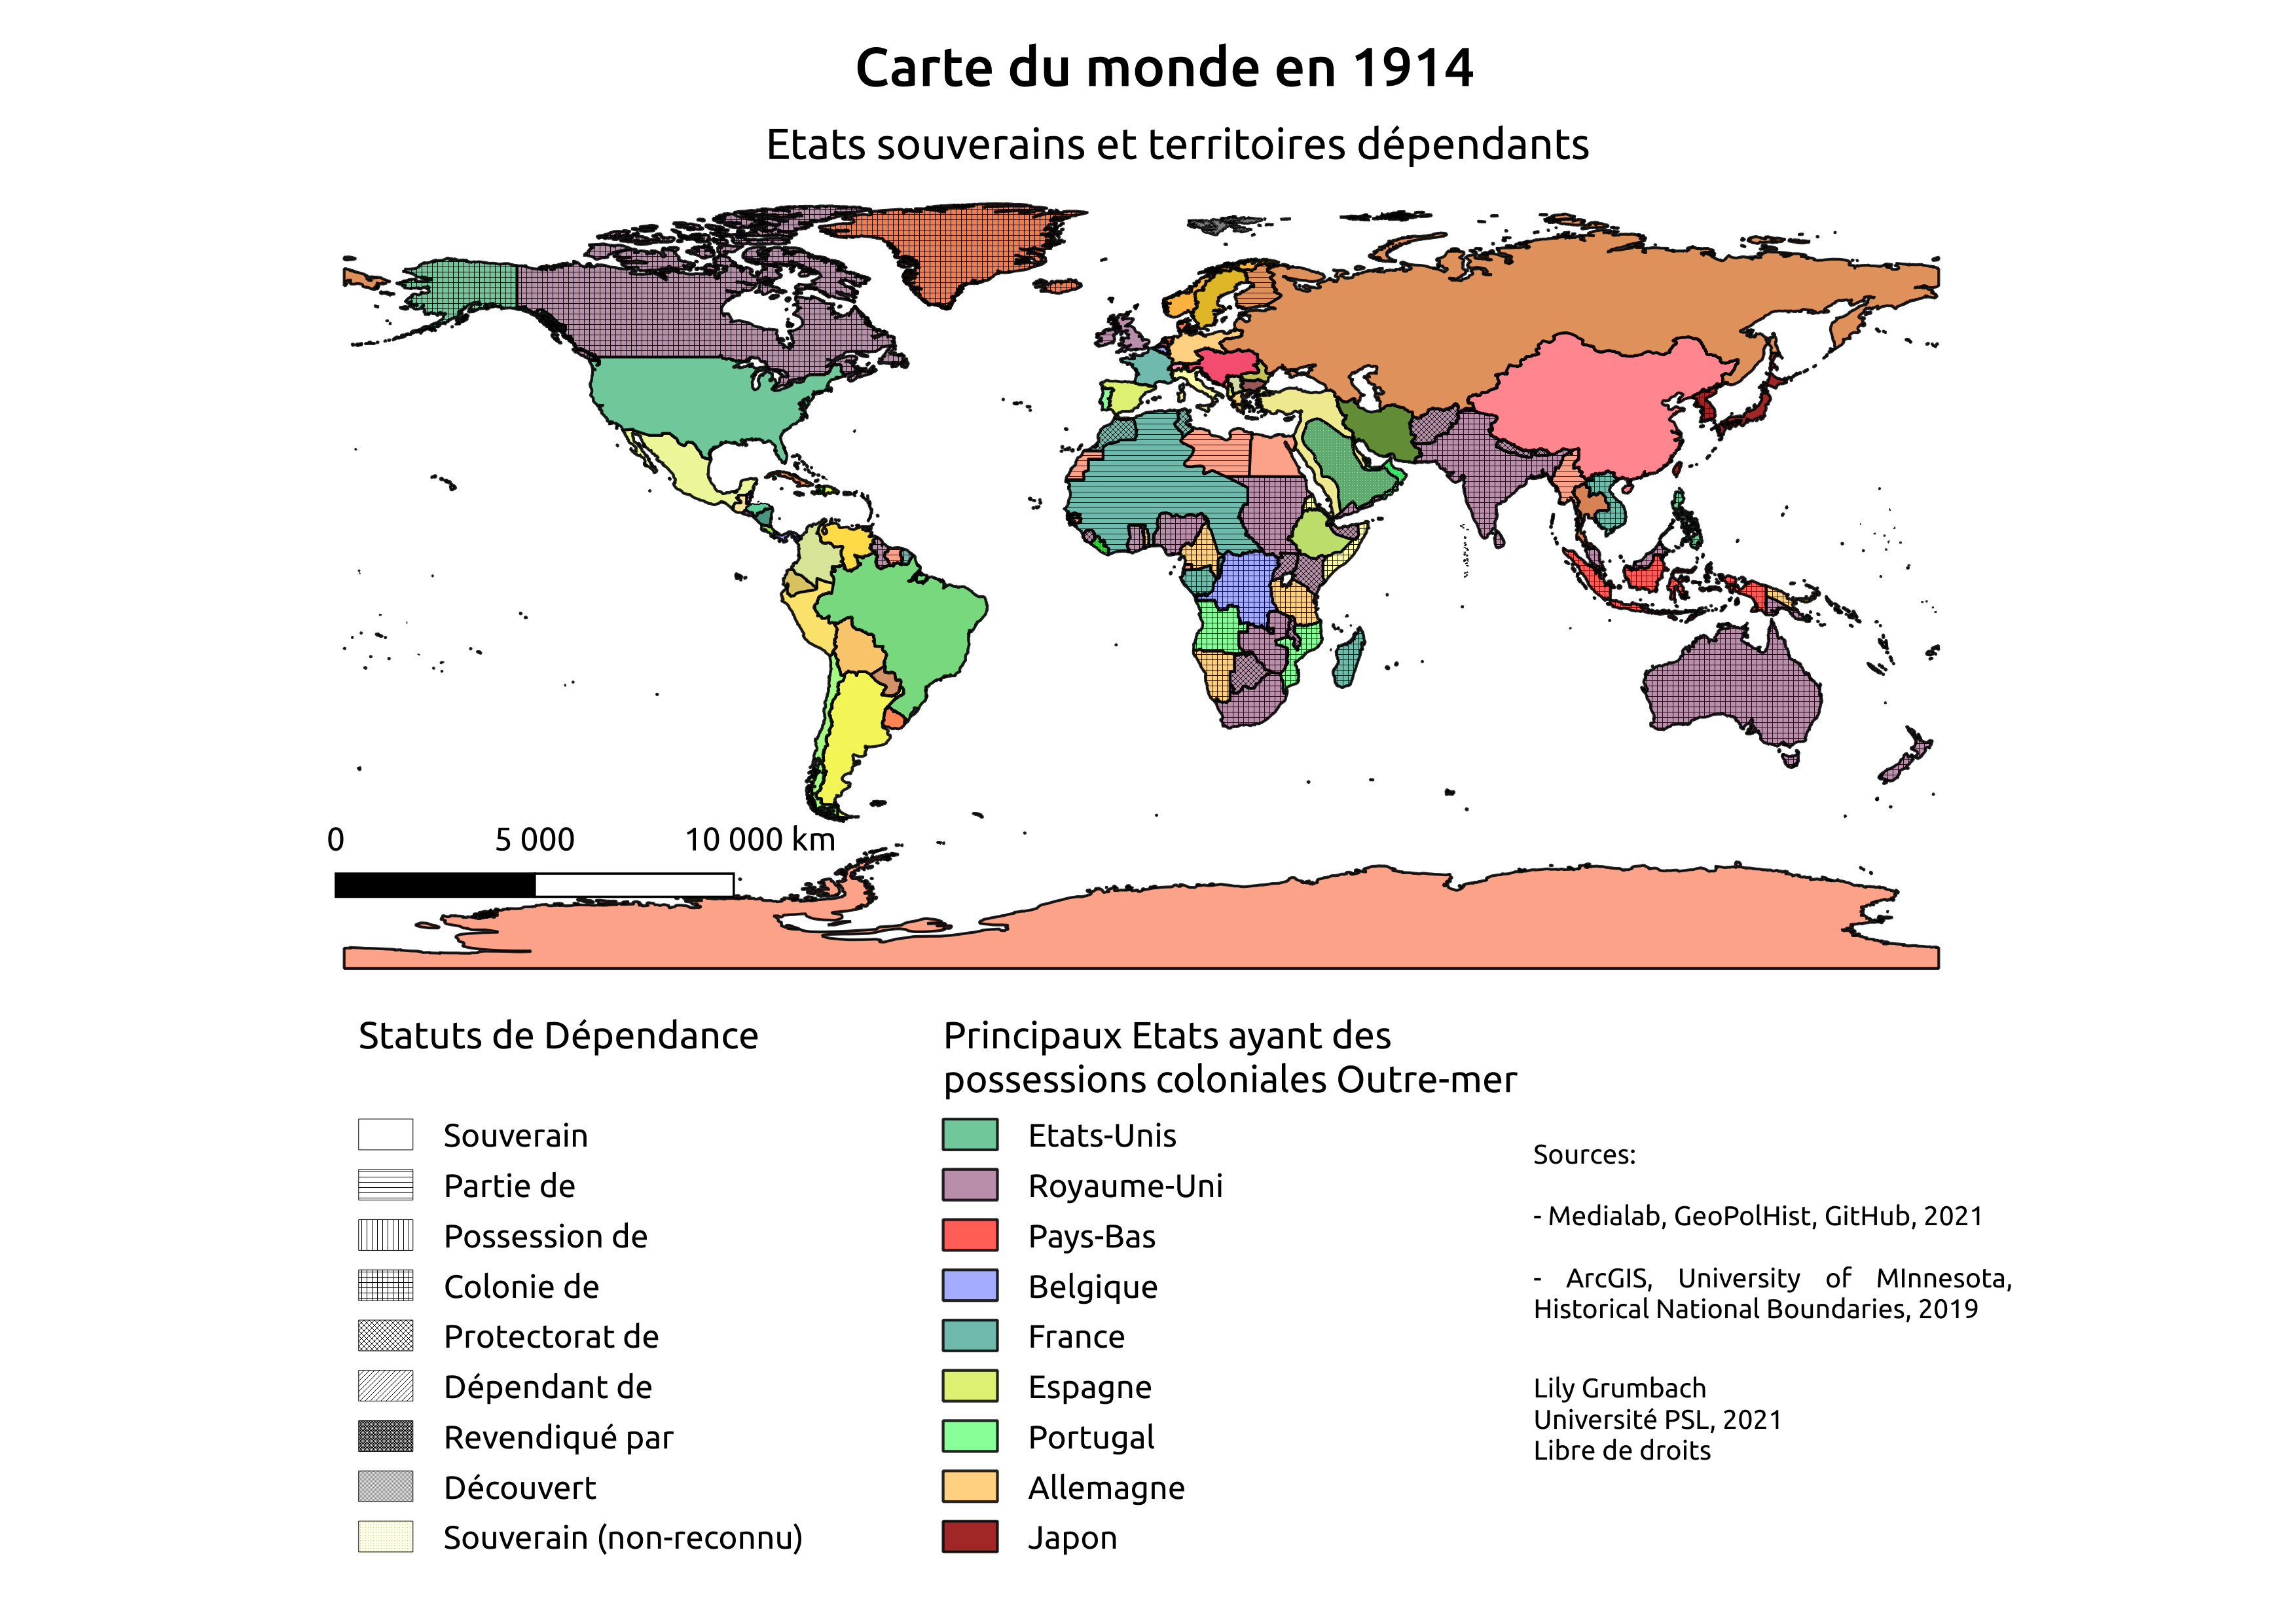 Carte du monde en 1914
Etats souverains et territoires dépendants
0 5 000 10 000 km
Statuts de Dépendance
Souverain
Partie de
Possession de
Colonie de
Protectorat de
Dépendant de
Revendiqué par
Découvert
Souverain (non-reconnu)
Principaux Etats ayant des
possessions coloniales Outre-mer
Etats-Unis
Royaume-Uni
Pays-Bas
Belgique
France
Espagne
Portugal
Allemagne
Japon
Sources:
- Medialab, GeoPolHist, GitHub, 2021
- ArcGIS, University of MInnesota,
Historical National Boundaries, 2019
Lily Grumbach
Université PSL, 2021
Libre de droits